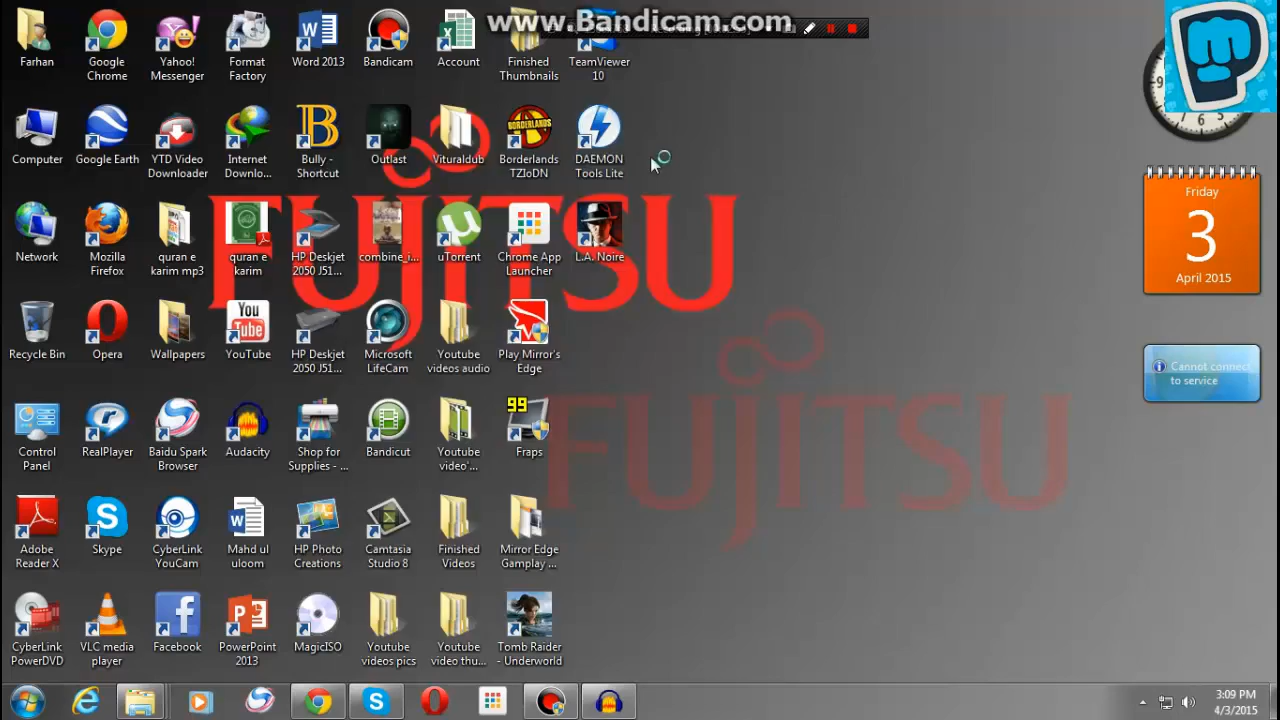 www.Bandicam.com
Farhan
Google
Chrome
Yahoo!
Messenger
Format
Factory
Word 2013
Bandicam
Account
Finished
Thumbnails
TeamViewer
10
Computer
Google Earth
YTD Video
Downloader
Internet
Downlo...
Bully -
Shortcut
Outlast
Vituraldub
BORDERLANDS
Borderlands
TZIoDN
DAEMON
Tools Lite
FUJITSU
Network
Mozilla
Firefox
quran e
karim mp3
quran e
karim
HP Deskjet
2050 J51...
combine_i...
uTorrent
Chrome App
Launcher
L.A. Noire
Recycle Bin
Opera
Wallpapers
You
Tube
YouTube
HP Deskjet
2050 J51...
Microsoft
LifeCam
Youtube
videos audio
Play Mirror's
Edge
FUJITSU
Control
Panel
RealPlayer
Baidu Spark
Browser
Audacity
Shop for
Supplies - ...
Bandicut
Youtube
video'...
99
Fraps
Adobe
Reader X
Skype
CyberLink
YouCam
Mahd ul
uloom
HP Photo
Creations
Camtasia
Studio 8
Finished
Videos
Mirror Edge
Gamplay ...
CyberLink
PowerDVD
VLC media
player
Facebook
PowerPoint
2013
MagicISO
Youtube
videos pics
Youtube
video thu...
Tomb Raider
- Underworld
9
7 6 5
Friday
3
April 2015
Cannot connect
to service
3:09 PM
4/3/2015